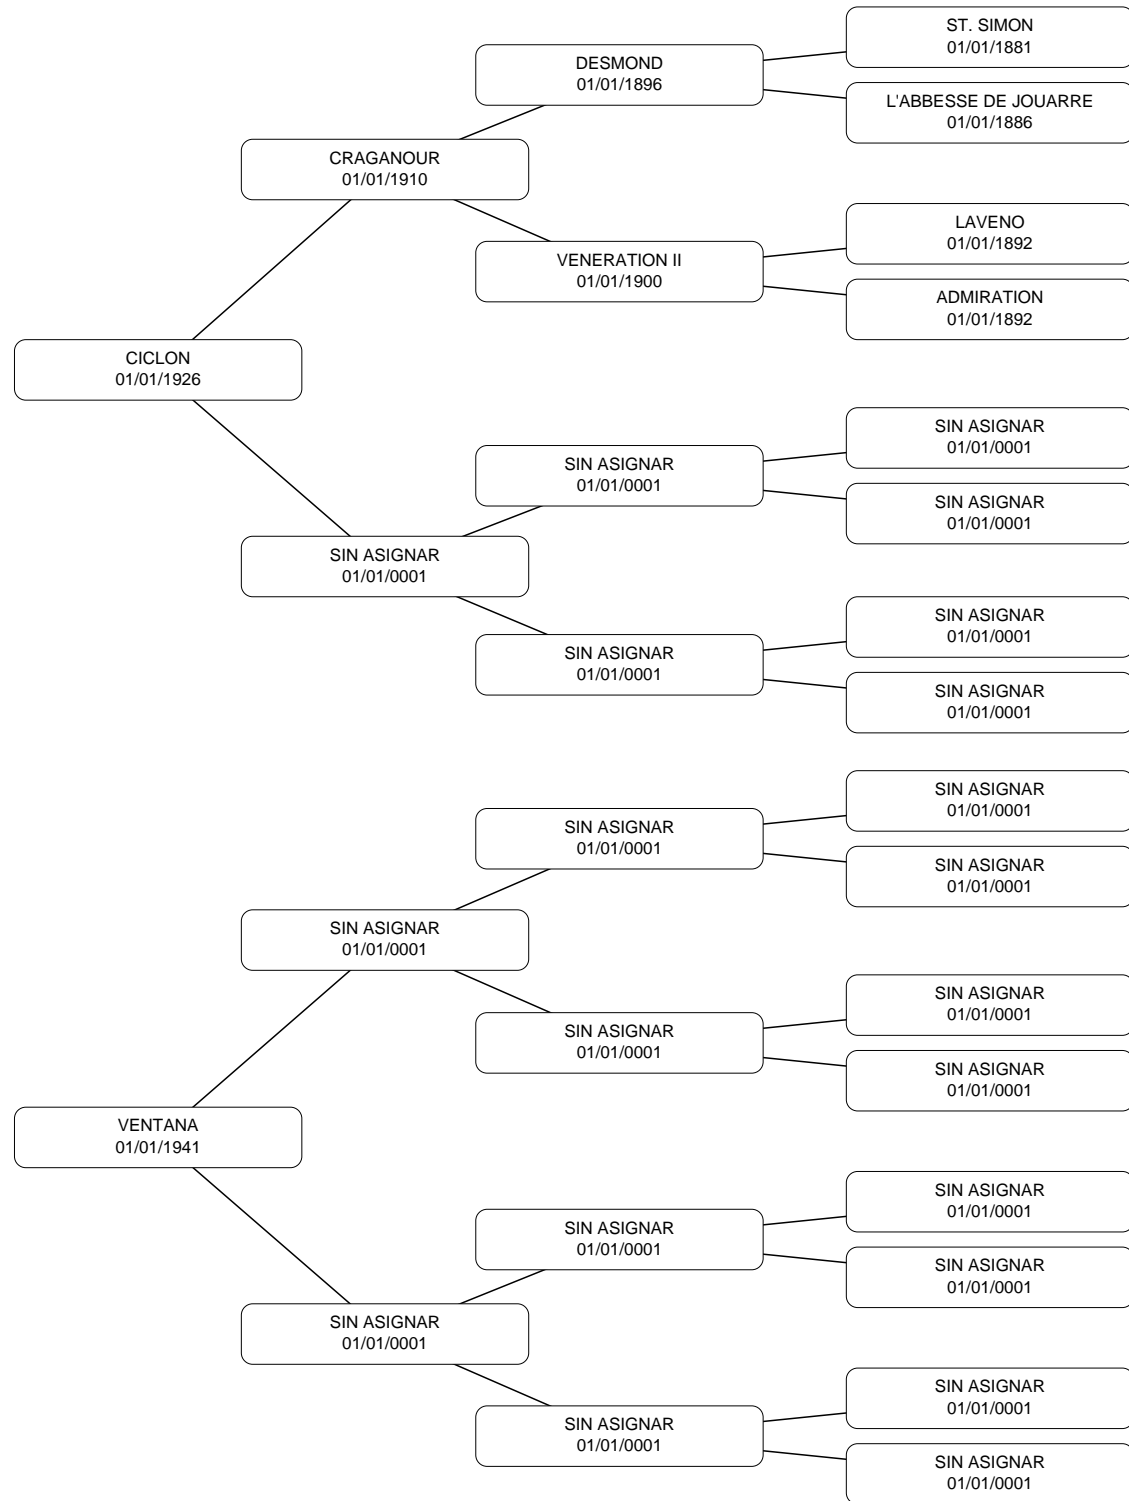 ST. SIMON
01/01/1881
DESMOND
01/01/1896
L'ABBESSE DE JOUARRE
01/01/1886
CRAGANOUR
01/01/1910
LAVENO
01/01/1892
VENERATION II
01/01/1900
ADMIRATION
01/01/1892
CICLON
01/01/1926
SIN ASIGNAR
01/01/0001
SIN ASIGNAR
01/01/0001
SIN ASIGNAR
01/01/0001
SIN ASIGNAR
01/01/0001
SIN ASIGNAR
01/01/0001
SIN ASIGNAR
01/01/0001
SIN ASIGNAR
01/01/0001
SIN ASIGNAR
01/01/0001
SIN ASIGNAR
01/01/0001
SIN ASIGNAR
01/01/0001
SIN ASIGNAR
01/01/0001
SIN ASIGNAR
01/01/0001
SIN ASIGNAR
01/01/0001
SIN ASIGNAR
01/01/0001
VENTANA
01/01/1941
SIN ASIGNAR
01/01/0001
SIN ASIGNAR
01/01/0001
SIN ASIGNAR
01/01/0001
SIN ASIGNAR
01/01/0001
SIN ASIGNAR
01/01/0001
SIN ASIGNAR
01/01/0001
SIN ASIGNAR
01/01/0001